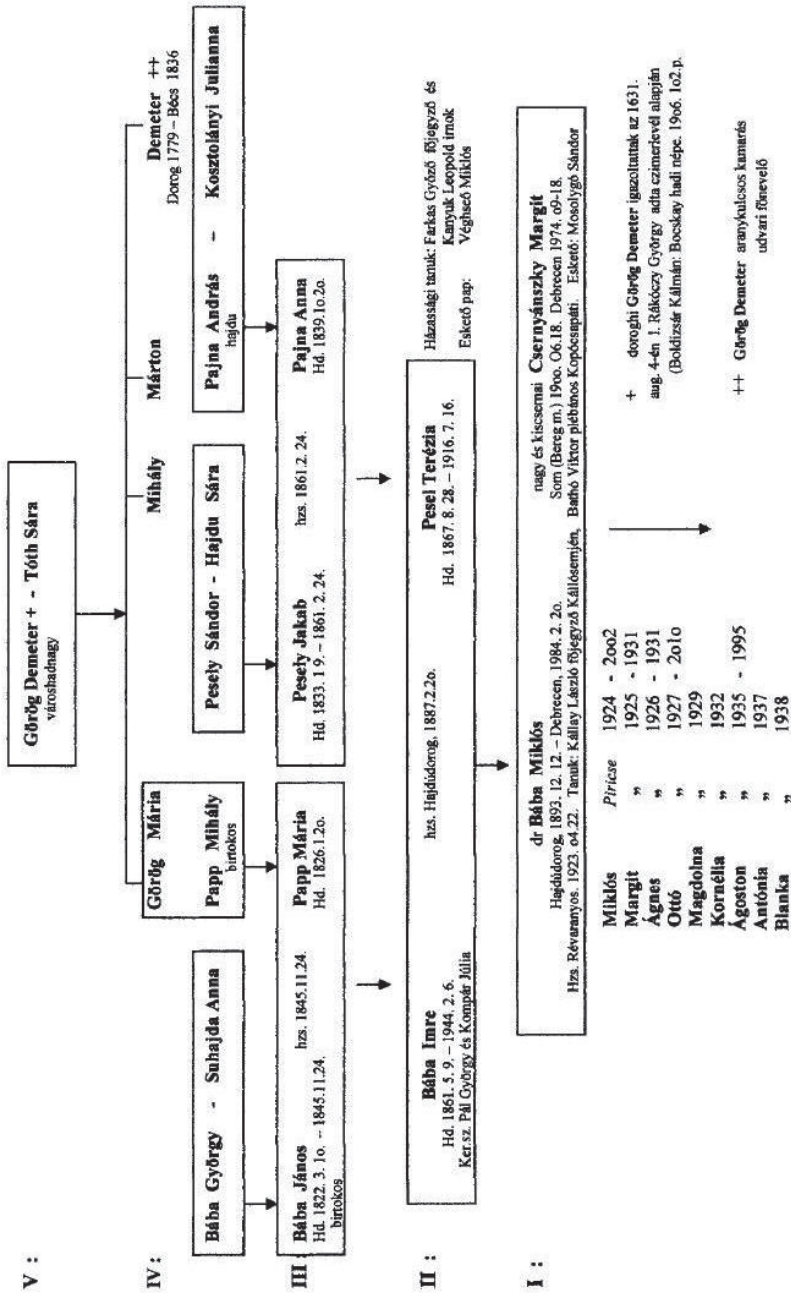 V :
Görög Demeter + - Tóth Sára
városhadnagy
IV :
Görög Mária
Mihály
Márton
Demeter ++
Dorog 1779 – Bécs 1836
Bába György - Suhajda Anna
Papp Mihály
birtokos
Pesely Sándor - Hajdu Sára
Pajna András – Kosztolányi Julianna
hajdu
III :
Bába János
Hd. 1822. 3. 1o. – 1845.11.24.
birtokos
hzs. 1845.11.24.
Papp Mária
Hd. 1826.1.2o.
Pesely Jakab
Hd. 1833. 1 9. – 1861. 2. 24.
hzs. 1861.2. 24.
Pajna Anna
Hd. 1839.1o.2o.
II :
Bába Imre
Hd. 1861. 5. 9. – 1944. 2. 6.
Ker.sz. Pál György és Kompár Júlia
hzs. Hajdúdorog, 1887.2.2o.
Pesel Terézia
Hd. 1867. 8. 28. – 1916. 7. 16.
Házassági tanuk: Farkas Győző főjegyző és
Kanyuk Leopold írnok
Eskető pap: Véghseő Miklós
I :
dr Bába Miklós
nagy és kiscsernai Csernyánszky Margit
Hajdúdorog, 1893. 12. 12. – Debrecen, 1984. 2. 2o.
Som (Bereg m.) 19oo. O6.18. Debrecen 1974. o9-18.
Hzs. Révaranyos. 1923. o4.22. Tanuk: Kállay László főjegyző Kállósemjén, Bathó Viktor plébános Kopócsapáti. Eskető: Mosolygó Sándor
Miklós Piricse 1924 - 2oo2
Margit „ 1925 - 1931
Ágnes „ 1926 - 1931
Ottó „ 1927 - 2o1o
Magdolna „ 1929
Kornélia „ 1932
Ágoston „ 1935 - 1995
Antónia „ 1937
Blanka „ 1938
+ doroghi Görög Demeter igazoltattak az 1631.
aug. 4-én I. Rákóczy György adta czimerlevél alapján
(Boldizsár Kálmán: Bocskay hadi népe. 19o6. 1o2.p.
++ Görög Demeter aranykulcsos kamarás
udvari főnevelő